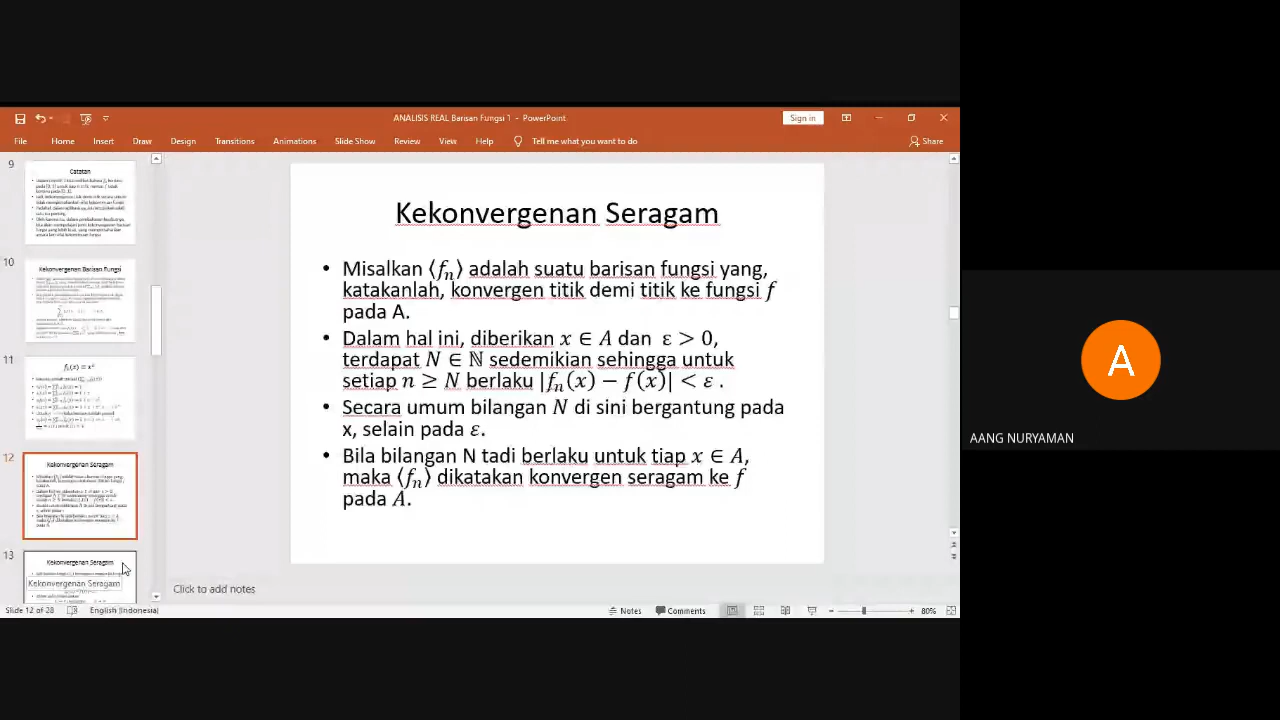 ANALISIS REAL Barisan Fungsi 1 - PowerPoint
Sign in
File Home Insert Draw Design Transitions Animations Slide Show Review View Help Tell me what you want to do Share
9
Catatan
10
Kekonvergenan Barisan Fungsi
11
12
Kekonvergenan Seragam
13
Kekonvergenan Seragam
Kekonvergenan Seragam
Kekonvergenan Seragam
• Misalkan ⟨fₙ⟩ adalah suatu barisan fungsi yang,
katakanlah, konvergen titik demi titik ke fungsi f
pada A.
• Dalam hal ini, diberikan x ∈ A dan ε > 0,
terdapat N ∈ ℕ sedemikian sehingga untuk
setiap n ≥ N berlaku |fₙ(x) − f(x)| < ε .
• Secara umum bilangan N di sini bergantung pada
x, selain pada ε.
• Bila bilangan N tadi berlaku untuk tiap x ∈ A,
maka ⟨fₙ⟩ dikatakan konvergen seragam ke f
pada A.
Click to add notes
Slide 12 of 28 English (Indonesia) Notes Comments 80%
A
AANG NURYAMAN